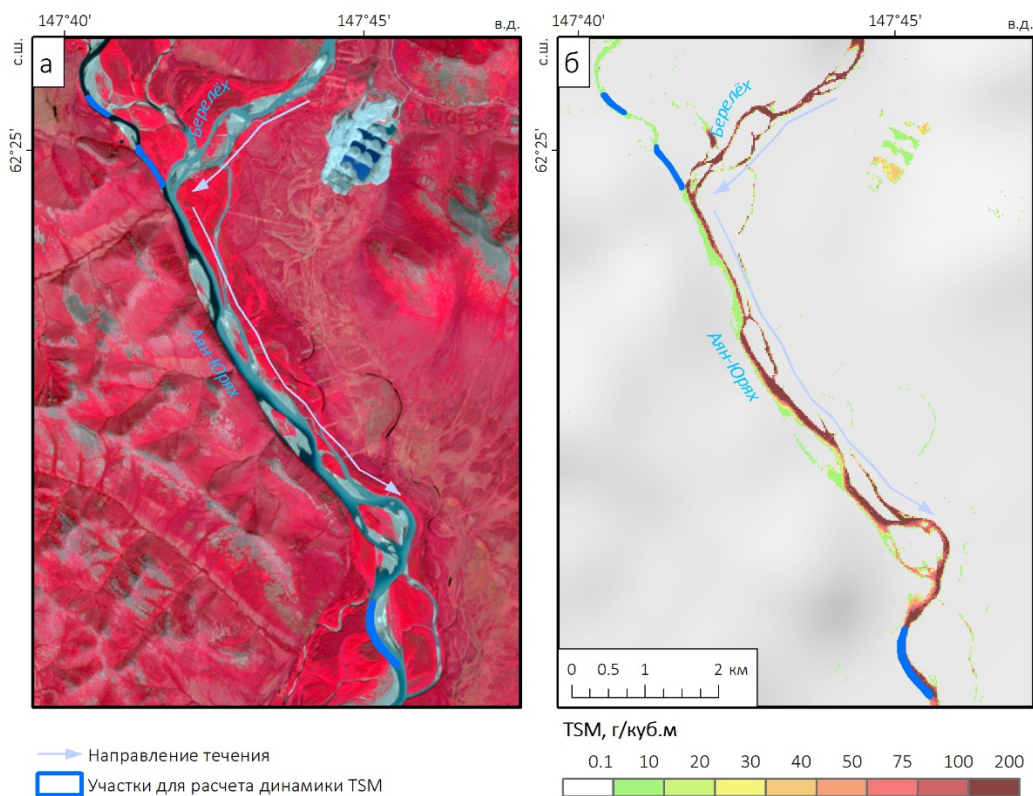 147°40' 147°45' в.д. 147°40' 147°45' в.д.
с.ш.
с.ш.
а
б
Берелёх
Берелёх
62°25'
62°25'
Аян-Юрях
Аян-Юрях
0 0.5 1 2 км
TSM, г/куб.м
Направление течения
Участки для расчета динамики TSM
0.1 10 20 30 40 50 75 100 200